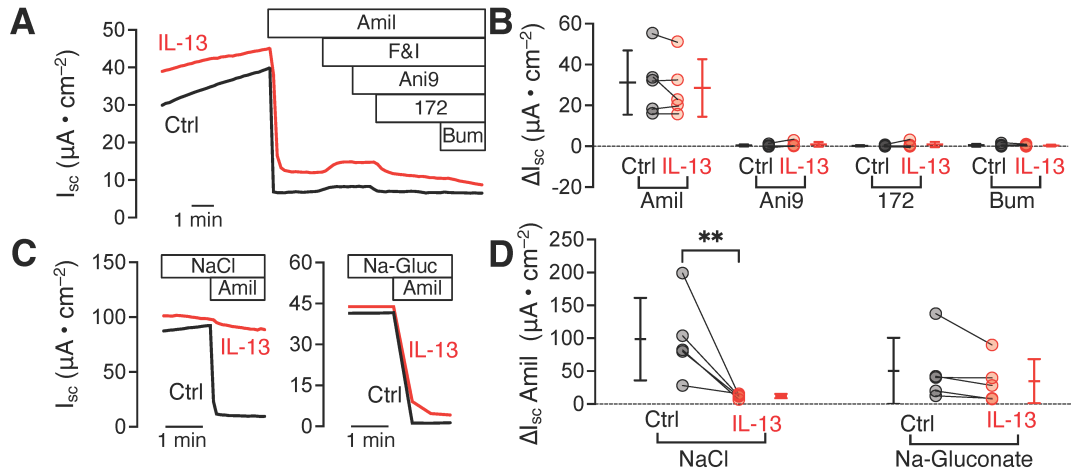 A
I_sc (μA • cm⁻²)
50
40
30
20
10
0
IL-13
Ctrl
Amil
F&I
Ani9
172
Bum
1 min
B
ΔI_sc (μA • cm⁻²)
60
40
20
0
-20
Ctrl IL-13 Ctrl IL-13 Ctrl IL-13 Ctrl IL-13
Amil Ani9 172 Bum
C
I_sc (μA • cm⁻²)
150
100
50
0
NaCl
Amil
IL-13
Ctrl
1 min
60
45
30
15
0
Na-Gluc
Amil
IL-13
Ctrl
1 min
D
ΔI_sc Amil (μA • cm⁻²)
250
200
150
100
50
0
**
Ctrl IL-13 Ctrl IL-13
NaCl Na-Gluconate